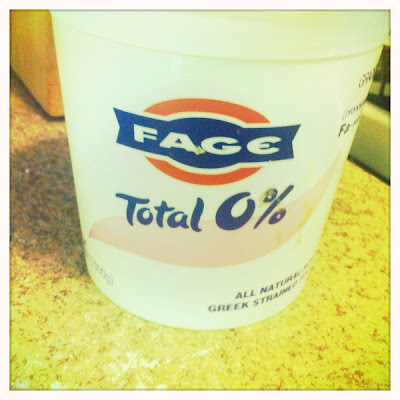 FAGE
Total 0%
ALL NATURAL
GREEK STRAINED